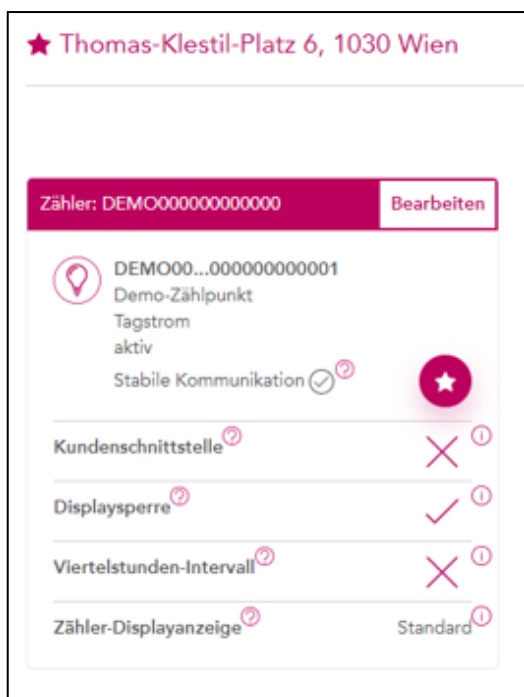 Thomas-Klestil-Platz 6, 1030 Wien
Zähler: DEMO000000000000 Bearbeiten
DEMO00...000000000001
Demo-Zählpunkt
Tagstrom
aktiv
Stabile Kommunikation
Kundenschnittstelle
Displaysperre
Viertelstunden-Intervall
Zähler-Displayanzeige Standard